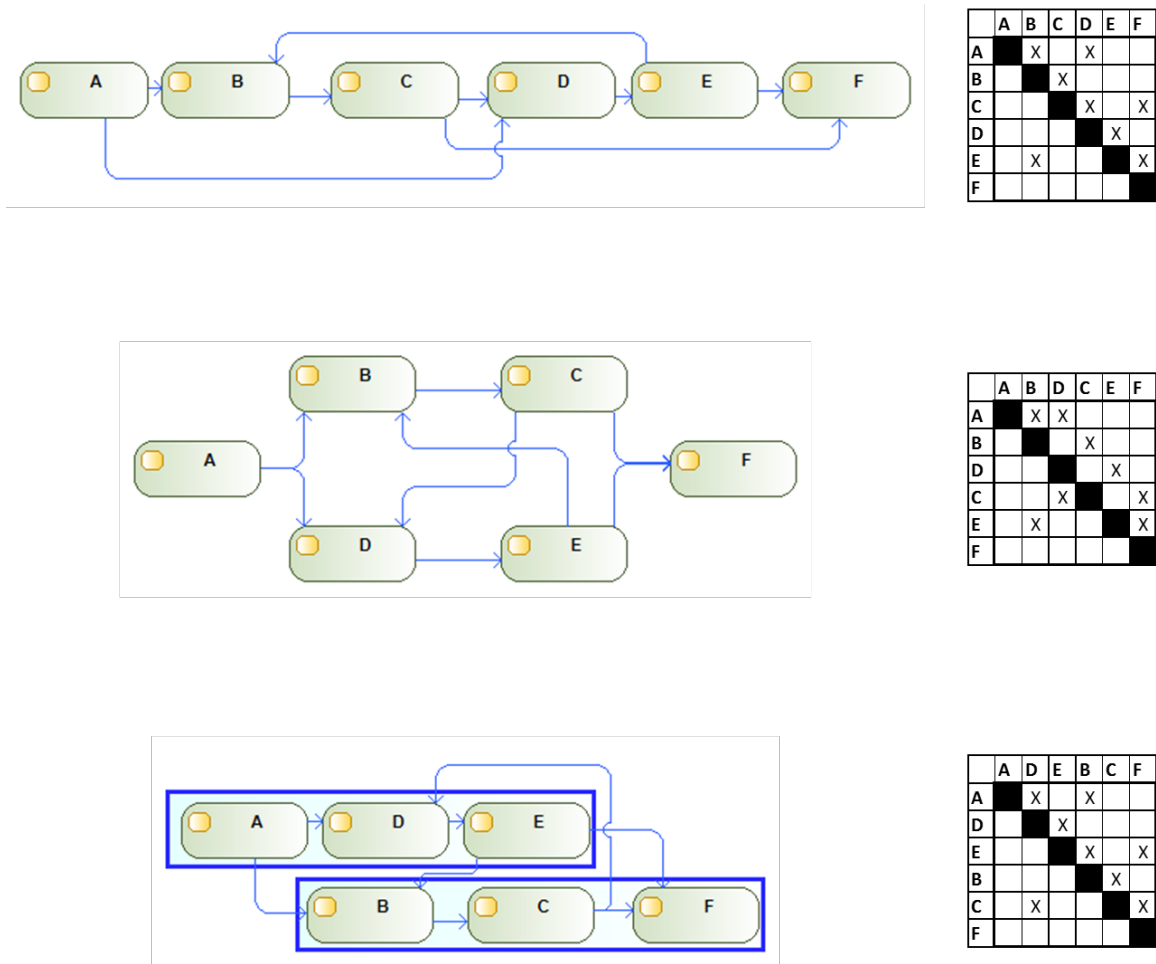 A B C D E F
A B C D E F
A X X
B X
C X X
D X
E X X
F
B C
A F
D E
A B D C E F
A X X
B X
D X
C X X
E X X
F
A D E
B C F
A D E B C F
A X X
D X
E X X
B X
C X X
F